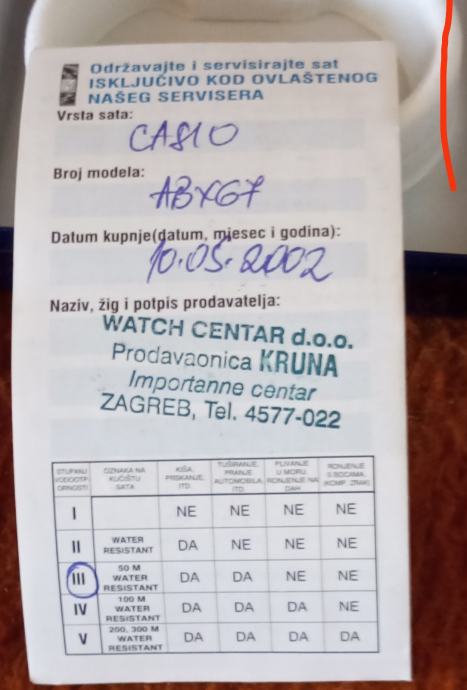 Održavajte i servisirajte sat
ISKLJUČIVO KOD OVLAŠTENOG
NAŠEG SERVISERA
Vrsta sata:
CASIO
Broj modela:
ABX67
Datum kupnje(datum, mjesec i godina):
10.05.2002
Naziv, žig i potpis prodavatelja:
WATCH CENTAR d.o.o.
Prodavaonica KRUNA
Importanne centar
ZAGREB, Tel. 4577-022
STUPANJ VODOOTPORNOSTI OZNAKA NA KUĆIŠTU SATA KIŠA, PRSKANJE, ITD. TUŠIRANJE, PRANJE AUTOMOBILA, ITD. PLIVANJE U MORU, RONJENJE NA DAH RONJENJE S BOCAMA, (KOMP. ZRAK)
I NE NE NE NE
II WATER RESISTANT DA NE NE NE
III 50 M WATER RESISTANT DA DA NE NE
IV 100 M WATER RESISTANT DA DA DA NE
V 200, 300 M WATER RESISTANT DA DA DA DA